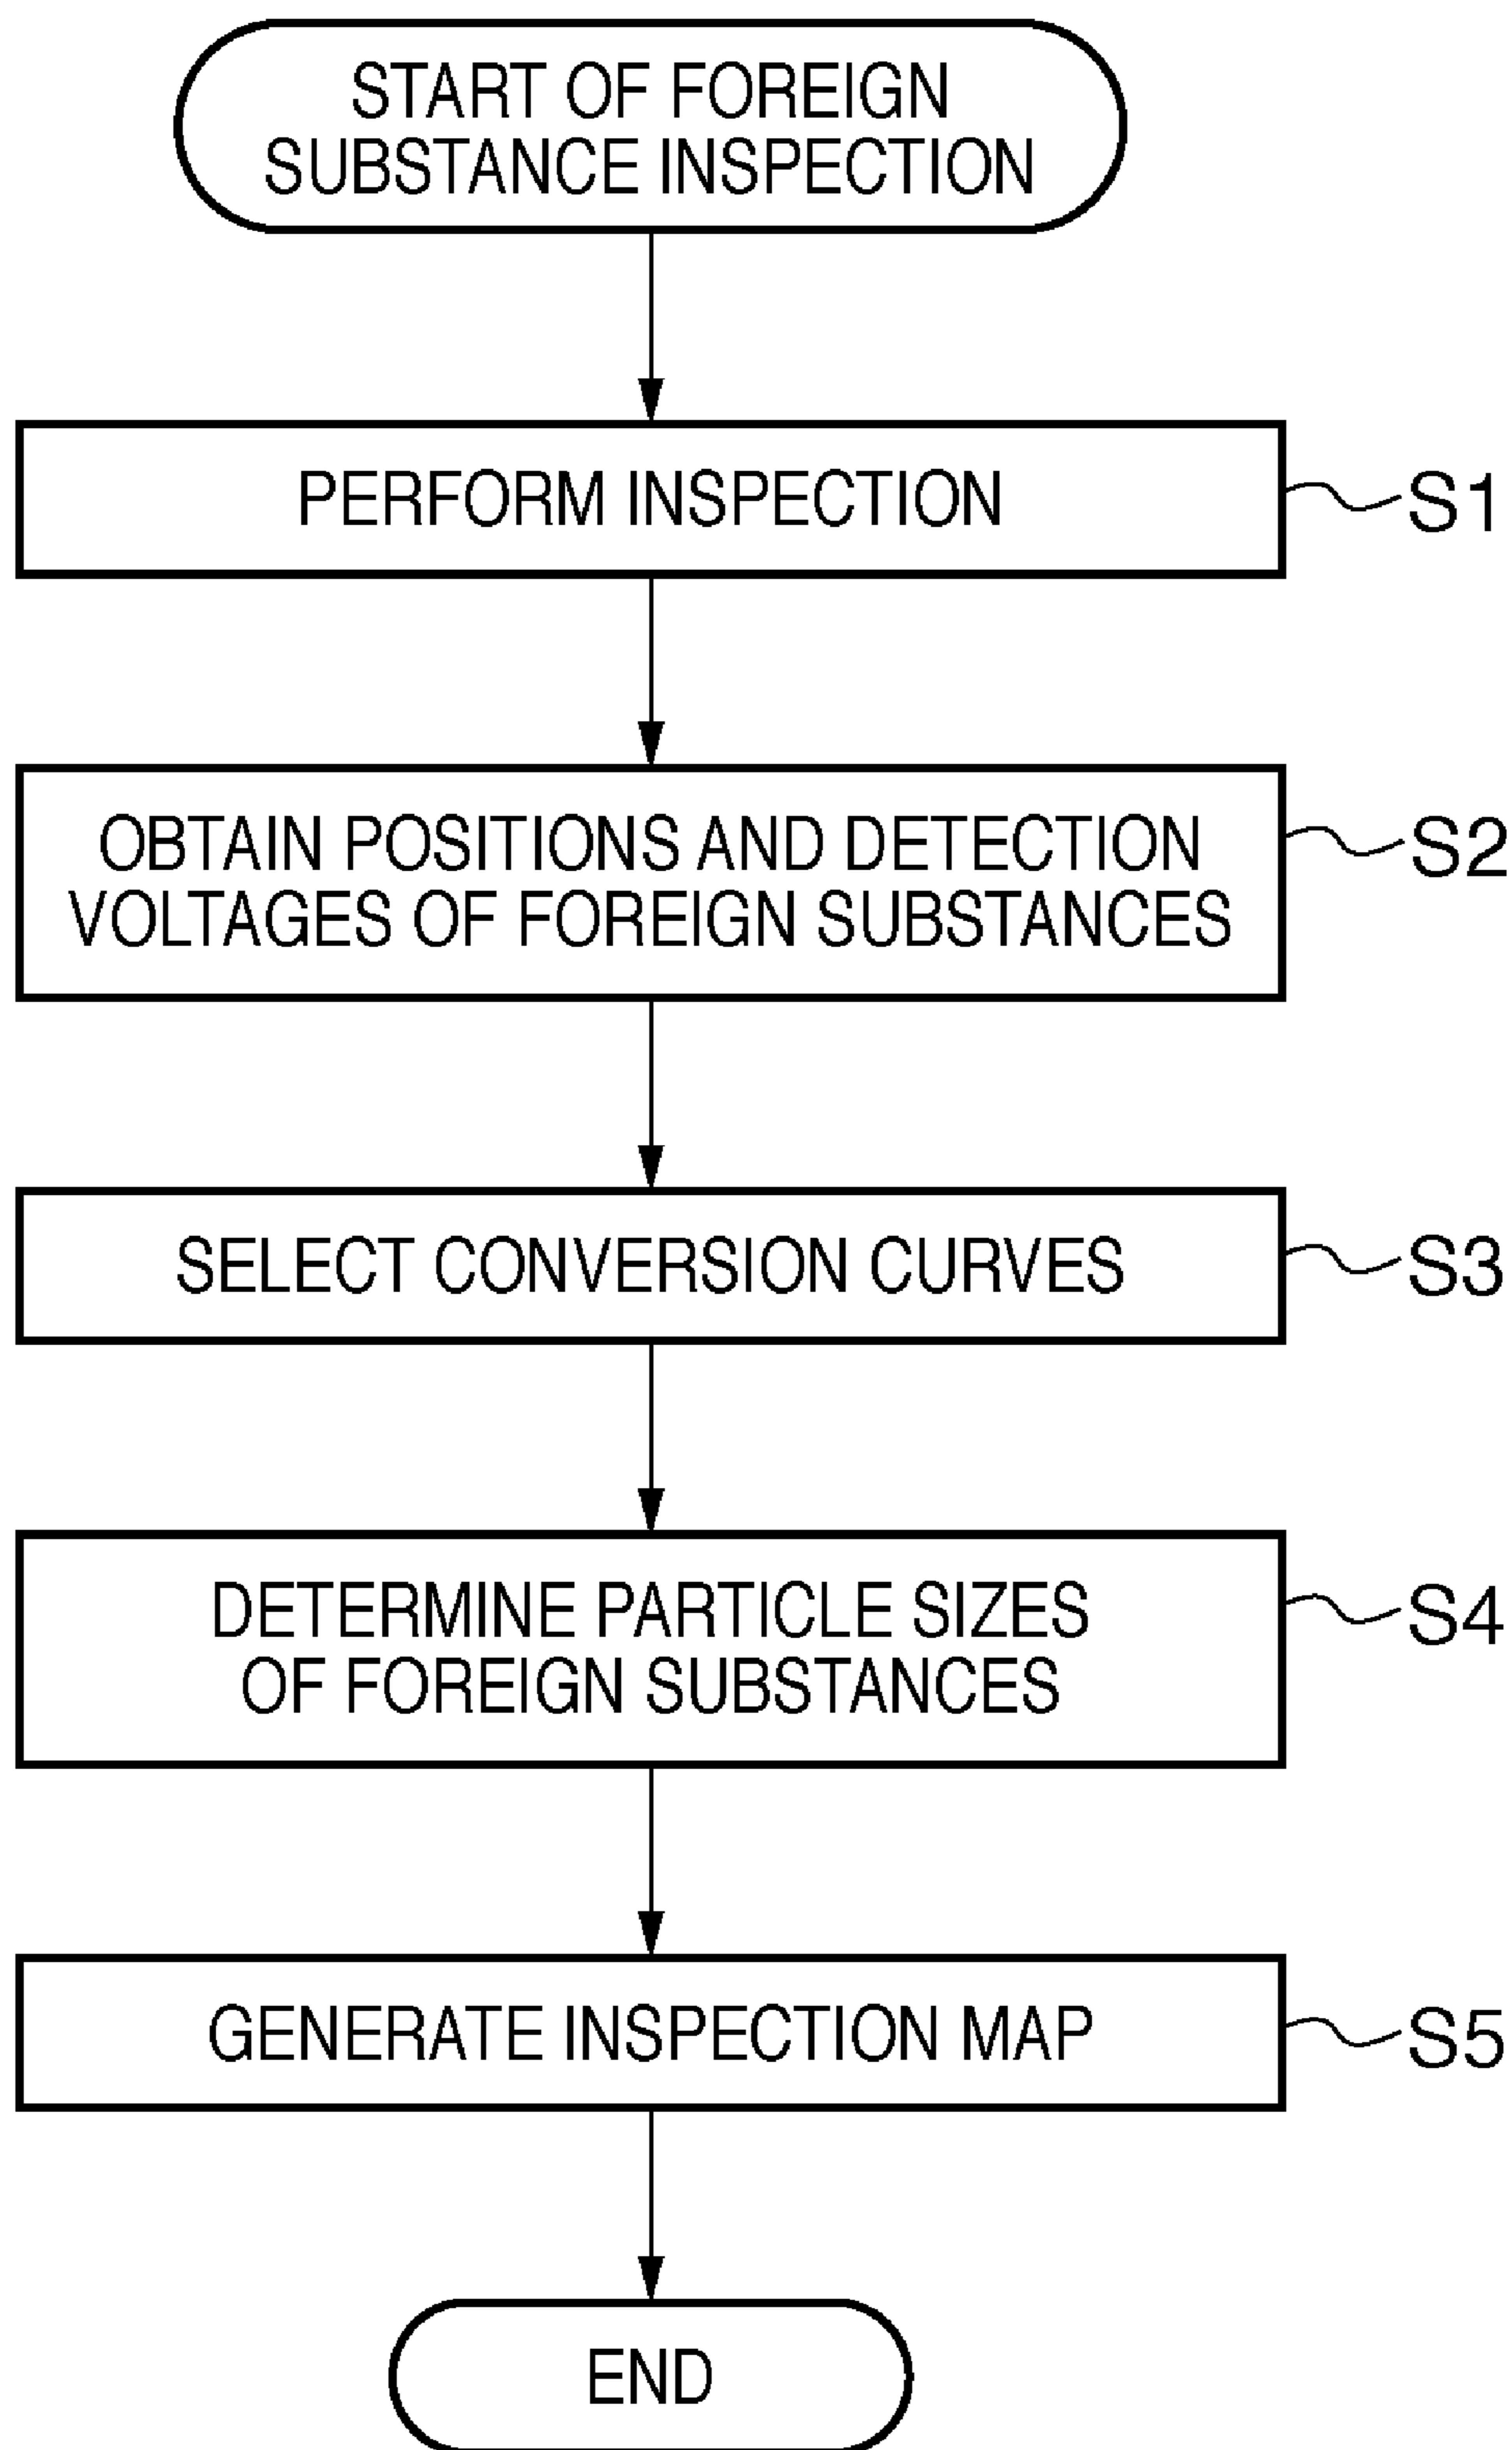 START OF FOREIGN
SUBSTANCE INSPECTION
PERFORM INSPECTION
S1
OBTAIN POSITIONS AND DETECTION
VOLTAGES OF FOREIGN SUBSTANCES
S2
SELECT CONVERSION CURVES
S3
DETERMINE PARTICLE SIZES
OF FOREIGN SUBSTANCES
S4
GENERATE INSPECTION MAP
S5
END